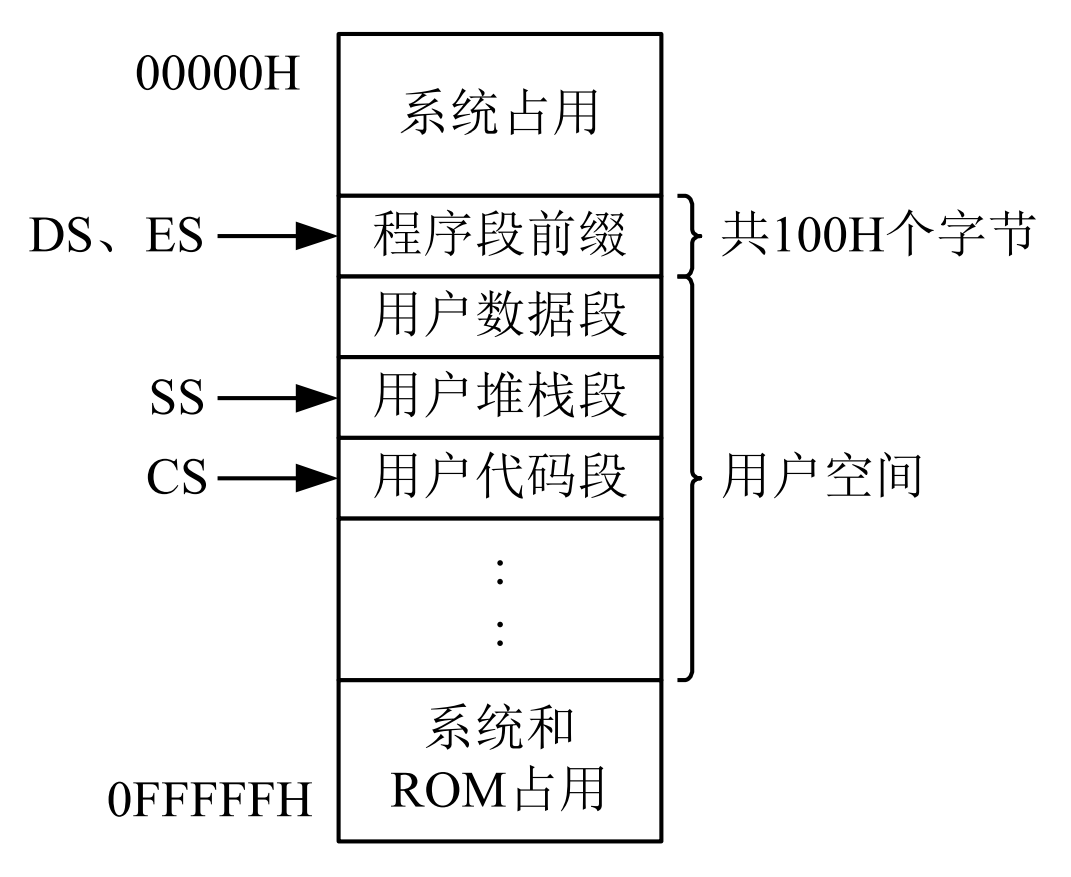 00000H
系统占用
DS、ES
程序段前缀
共100H个字节
用户数据段
SS
用户堆栈段
CS
用户代码段
用户空间
系统和
0FFFFFH
ROM占用